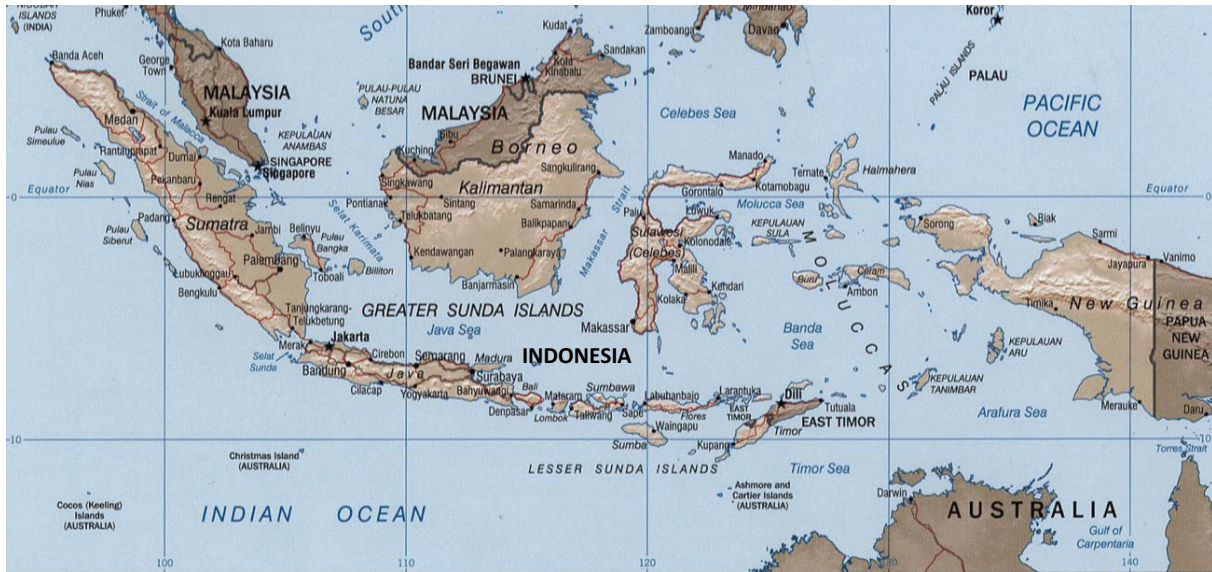 NICOBAR
ISLANDS
(INDIA)
Phuket
South
Kudat
Zamboanga
Mindanao
Davao
Koror
Banda Aceh
George
Town
Kota Baharu
MALAYSIA
Kuala Lumpur
Strait of Malacca
Medan
Pulau
Simeulue
Rantauprapat
Dumai
Pulau
Nias
Pekanbaru
KEPULAUAN
ANAMBAS
SINGAPORE
Singapore
PULAU-PULAU
NATUNA
BESAR
Bandar Seri Begawan
BRUNEI
Kota
Kinabalu
Sandakan
MALAYSIA
Sibu
Kuching
Borneo
Celebes Sea
PALAU ISLANDS
PALAU
PACIFIC
OCEAN
Equator
0
Rengat
Padang
Sumatra
Pulau
Siberut
Jambi
Belinyu
Pulau
Bangka
Palembang
Toboali
Billiton
Lubuklinggau
Bengkulu
Tanjungkarang-
Telukbetung
Selat Karimata
Singkawang
Pontianak
Telukbatang
Kendawangan
Sintang
Kalimantan
Sangkulirang
Samarinda
Balikpapan
Palangkaraya
Banjarmasin
Makassar Strait
Manado
Gorontalo
Kotamobagu
Ternate
Halmahera
Molucca Sea
Equator
0
Palu
Luwuk
Sulawesi
(Celebes)
Kolonodale
Malili
Kendari
Kolaka
Makassar
KEPULAUAN
SULA
MOLUCCAS
Buru
Ceram
Ambon
Sorong
Biak
Sarmi
Jayapura
Vanimo
Timika
New Guinea
PAPUA
NEW
GUINEA
GREATER SUNDA ISLANDS
Java Sea
INDONESIA
Banda
Sea
KEPULAUAN
ARU
KEPULAUAN
TANIMBAR
Merak
Jakarta
Selat
Sunda
Bandung
Cirebon
Semarang
Madura
Java
Surabaya
Cilacap
Yogyakarta
Banyuwangi
Bali
Denpasar
Mataram
Lombok
Sumbawa
Taliwang
Sape
Labuhanbajo
Flores
Larantuka
Waingapu
Sumba
Dili
EAST
TIMOR
Tutuala
EAST TIMOR
Timor
Kupang
Arafura Sea
Merauke
Daru
10
10
Torres Strait
Christmas Island
(AUSTRALIA)
LESSER SUNDA ISLANDS
Timor Sea
Cocos (Keeling)
Islands
(AUSTRALIA)
INDIAN OCEAN
Ashmore and
Cartier Islands
(AUSTRALIA)
Darwin
AUSTRALIA
Gulf of
Carpentaria
100
110
120
130
140